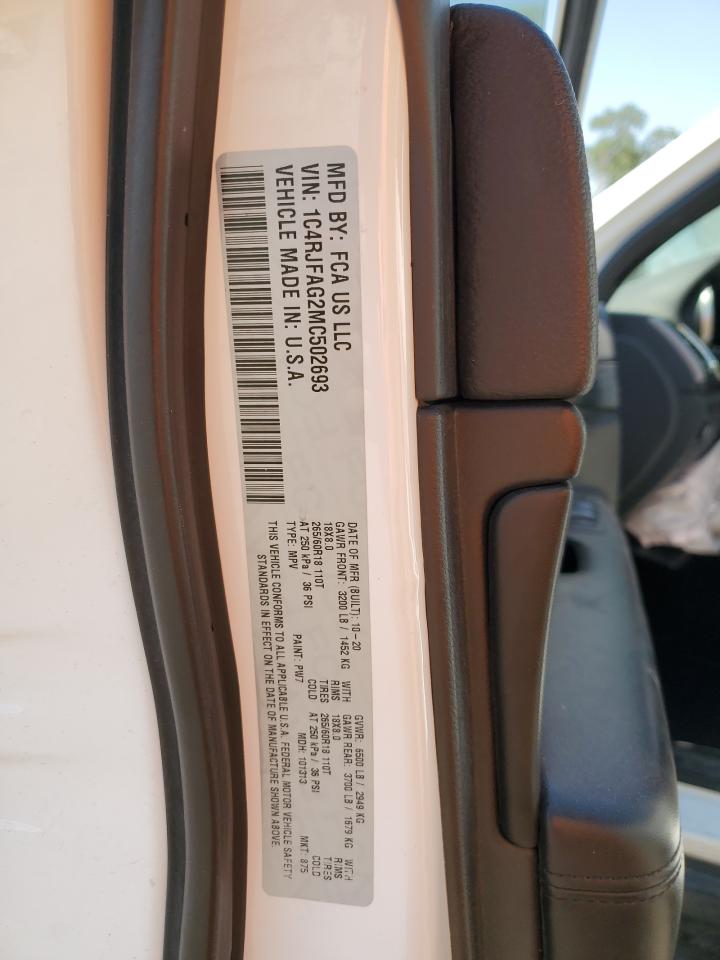 MFD BY: FCA US LLC
VIN: 1C4RJFAG2MC502693
VEHICLE MADE IN: U.S.A.
DATE OF MFR (BUILT): 10-20 GVWR: 6500 LB / 2949 KG
GAWR FRONT: 3200 LB / 1452 KG WITH GAWR REAR: 3700 LB / 1679 KG WITH
18X8.0 RIMS 18X8.0 RIMS
265/60R18 110T TIRES 265/60R18 110T TIRES
AT 250 kPa / 36 PSI COLD AT 250 kPa / 36 PSI COLD
TYPE: MPV PAINT: PW7 MDH: 101313 MKT: 875
THIS VEHICLE CONFORMS TO ALL APPLICABLE U.S.A. FEDERAL MOTOR VEHICLE SAFETY
STANDARDS IN EFFECT ON THE DATE OF MANUFACTURE SHOWN ABOVE.